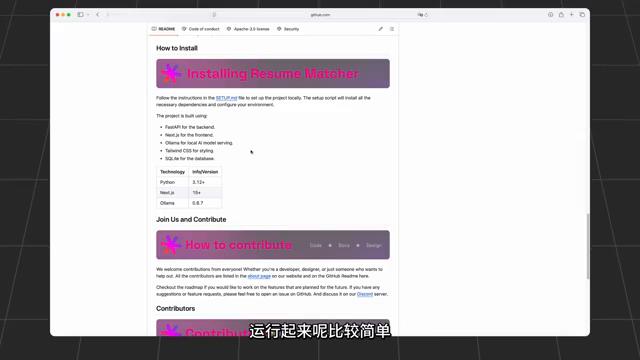 github.com
README
Code of conduct
Apache-2.0 license
Security
How to Install
Installing Resume Matcher
Follow the instructions in the SETUP.md file to set up the project locally. The setup script will install all the
necessary dependencies and configure your environment.
The project is built using:
• FastAPI for the backend.
• Next.js for the frontend.
• Ollama for local AI model serving.
• Tailwind CSS for styling.
• SQLite for the database.
Technology Info/Version
Python 3.12+
Next.js 15+
Ollama 0.6.7
Join Us and Contribute
How to contribute
Code ★ Docs ★ Design
We welcome contributions from everyone! Whether you're a developer, designer, or just someone who wants to
help out. All the contributors are listed in the about page on our website and on the GitHub Readme here.
Checkout the roadmap if you would like to work on the features that are planned for the future. If you have any
suggestions or feature requests, please feel free to open an issue on GitHub. And discuss it on our Discord server.
Contributors
运行起来呢比较简单